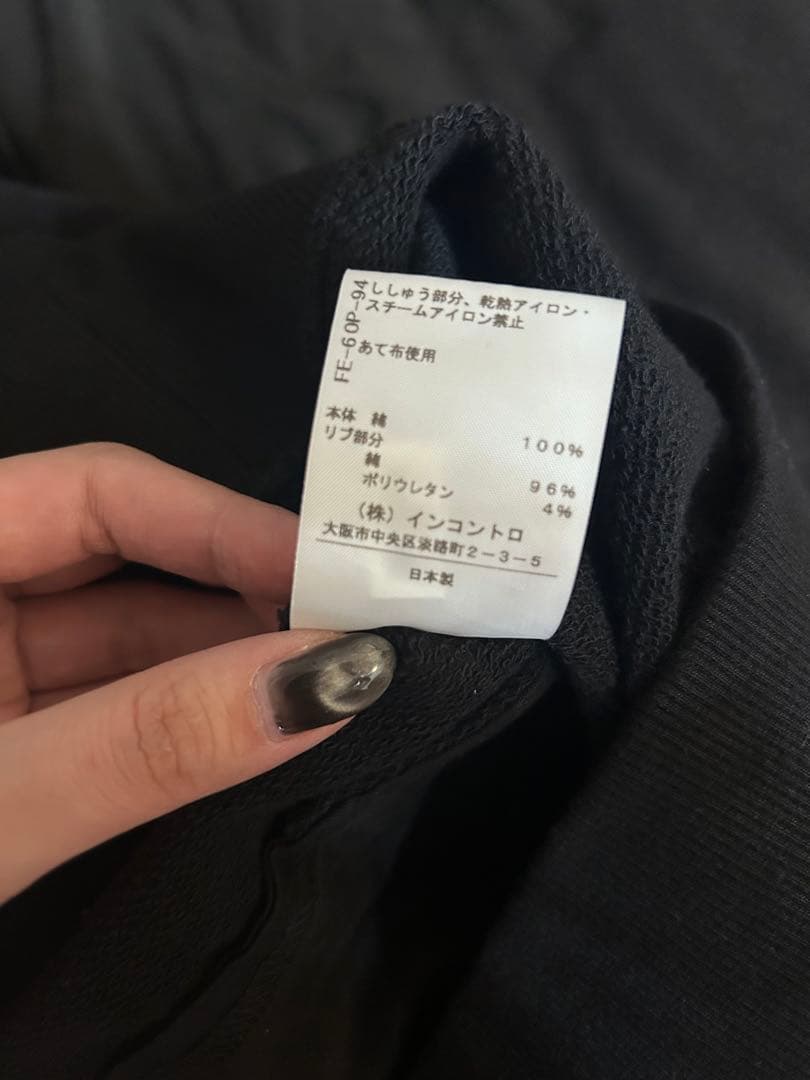 FE-60P-94
ししゅう部分、乾熱アイロン・
スチームアイロン禁止
あて布使用
本体 綿 100%
リブ部分
綿 96%
ポリウレタン 4%
(株)インコントロ
大阪市中央区淡路町2-3-5
日本製